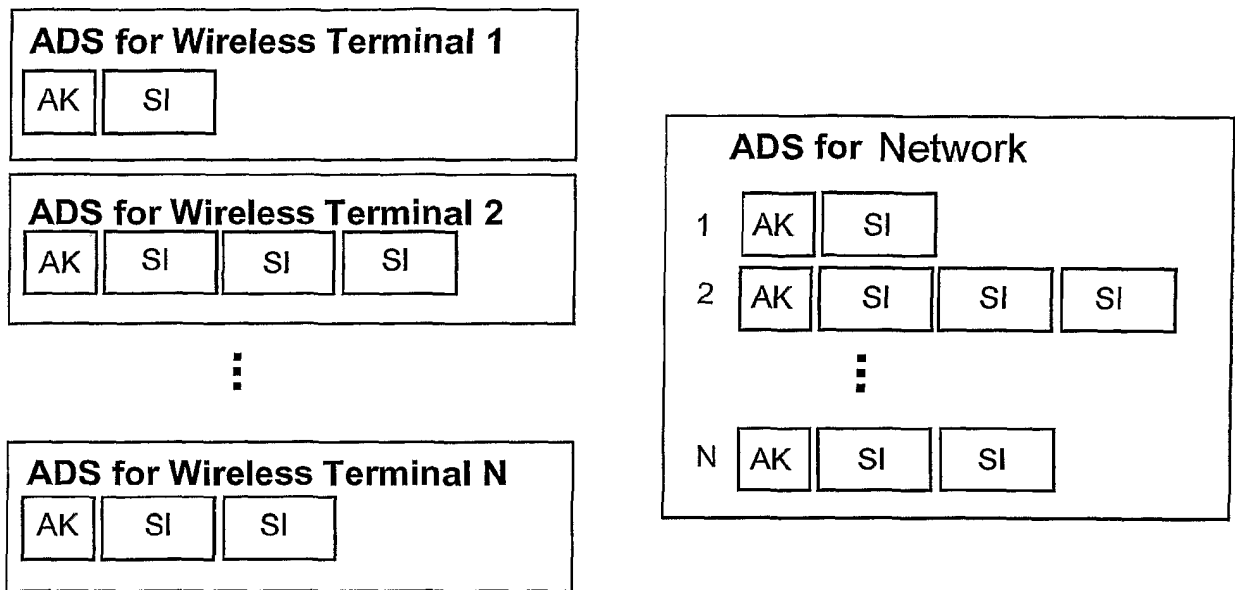 ADS for Wireless Terminal 1
AK SI
ADS for Wireless Terminal 2
AK SI SI SI
ADS for Wireless Terminal N
AK SI SI
ADS for Network
1 AK SI
2 AK SI SI SI
N AK SI SI